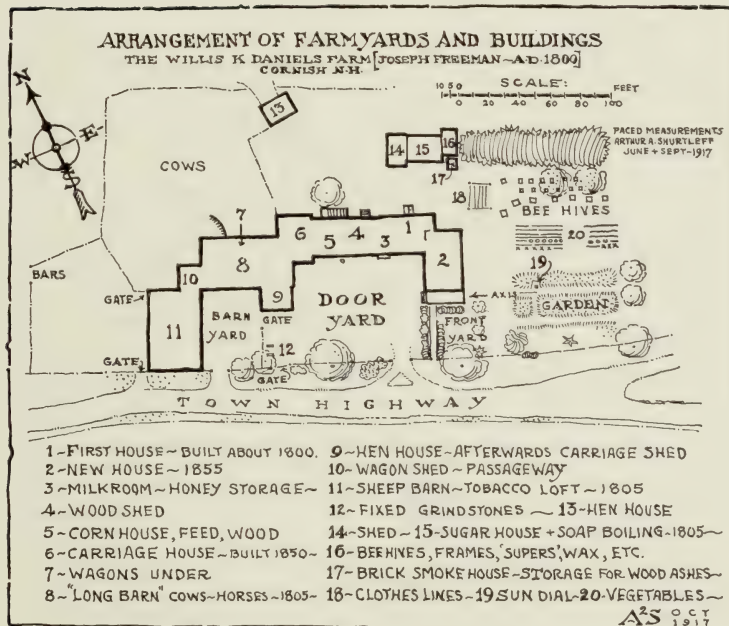 ARRANGEMENT OF FARMYARDS AND BUILDINGS
THE WILLIS K DANIELS FARM [JOSEPH FREEMAN ~ A.D. 1800]
CORNISH N.H.
N
E
W
S
SCALE:
10 5 0 20 40 60 80 100 FEET
13
COWS
14 15 16
17
PACED MEASUREMENTS
ARTHUR A. SHURTLEFF
JUNE + SEPT-1917
18
BEE HIVES
20
19
7
6
5
4
3
1
8
2
10
BARS
GATE
9
DOOR
YARD
AXIS
GARDEN
11
BARN
YARD
GATE
FRONT
YARD
12
GATE
GATE
TOWN HIGHWAY
1~FIRST HOUSE~BUILT ABOUT 1800.
2~NEW HOUSE~1855
3~MILKROOM~HONEY STORAGE~
4~WOOD SHED
5~CORN HOUSE, FEED, WOOD
6~CARRIAGE HOUSE~BUILT 1850~
7~WAGONS UNDER
8~"LONG BARN" COWS~HORSES~1805~
9~HEN HOUSE~AFTERWARDS CARRIAGE SHED
10~WAGON SHED~PASSAGEWAY
11~SHEEP BARN~TOBACCO LOFT~1805
12~FIXED GRINDSTONES ~ 13~HEN HOUSE
14~SHED~15~SUGAR HOUSE + SOAP BOILING~1805~
16~BEEHIVES, FRAMES, 'SUPERS', WAX, ETC.
17~BRICK SMOKE HOUSE~STORAGE FOR WOOD ASHES~
18~CLOTHES LINES~19 SUN DIAL~20~VEGETABLES~
A2S OCT
1917